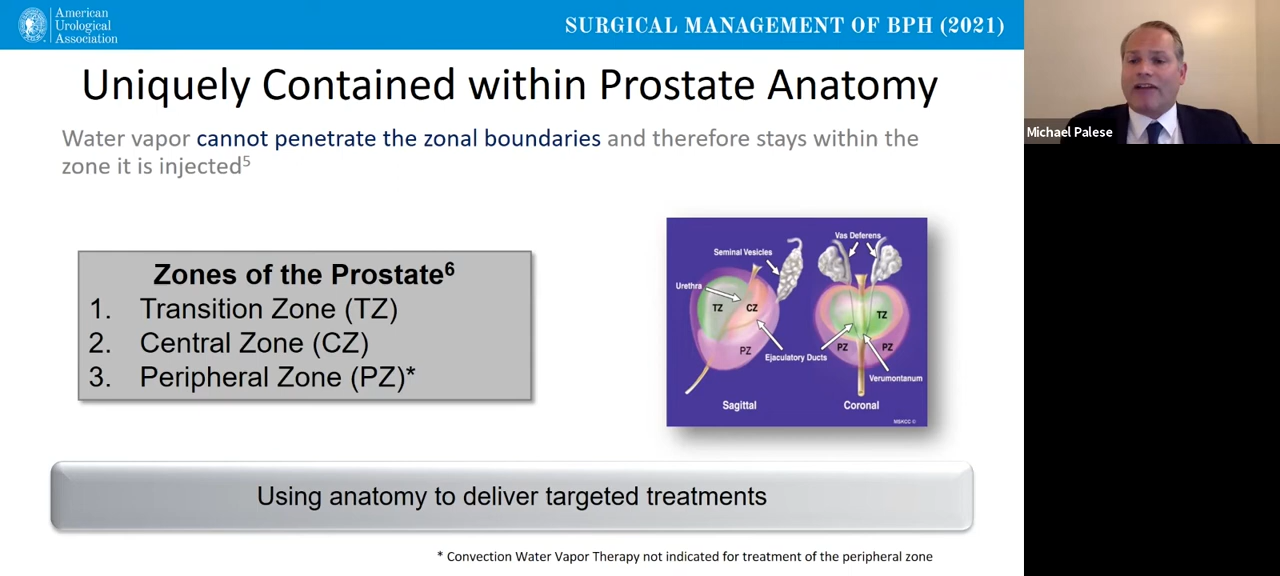 American
Urological
Association
SURGICAL MANAGEMENT OF BPH (2021)
Uniquely Contained within Prostate Anatomy
Water vapor cannot penetrate the zonal boundaries and therefore stays within the
zone it is injected5
Zones of the Prostate6
1. Transition Zone (TZ)
2. Central Zone (CZ)
3. Peripheral Zone (PZ)*
Vas Deferens
Seminal Vesicles
Urethra
TZ
CZ
TZ
PZ
PZ
PZ
Ejaculatory Ducts
Verumontanum
Sagittal
Coronal
MSKCC ©
Using anatomy to deliver targeted treatments
* Convection Water Vapor Therapy not indicated for treatment of the peripheral zone
Michael Palese